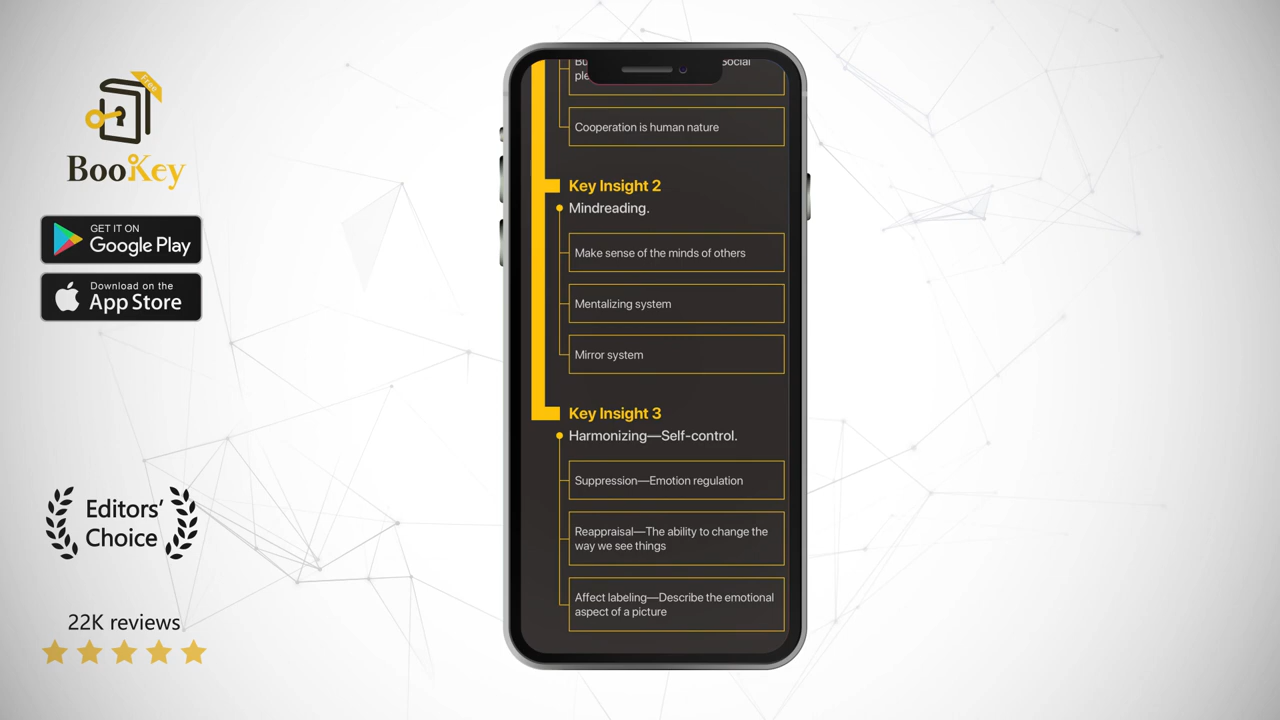 Free
BooKey
GET IT ON
Google Play
Download on the
App Store
Editors’
Choice
22K reviews
Cooperation is human nature
Key Insight 2
Mindreading.
Make sense of the minds of others
Mentalizing system
Mirror system
Key Insight 3
Harmonizing—Self-control.
Suppression—Emotion regulation
Reappraisal—The ability to change the
way we see things
Affect labeling—Describe the emotional
aspect of a picture